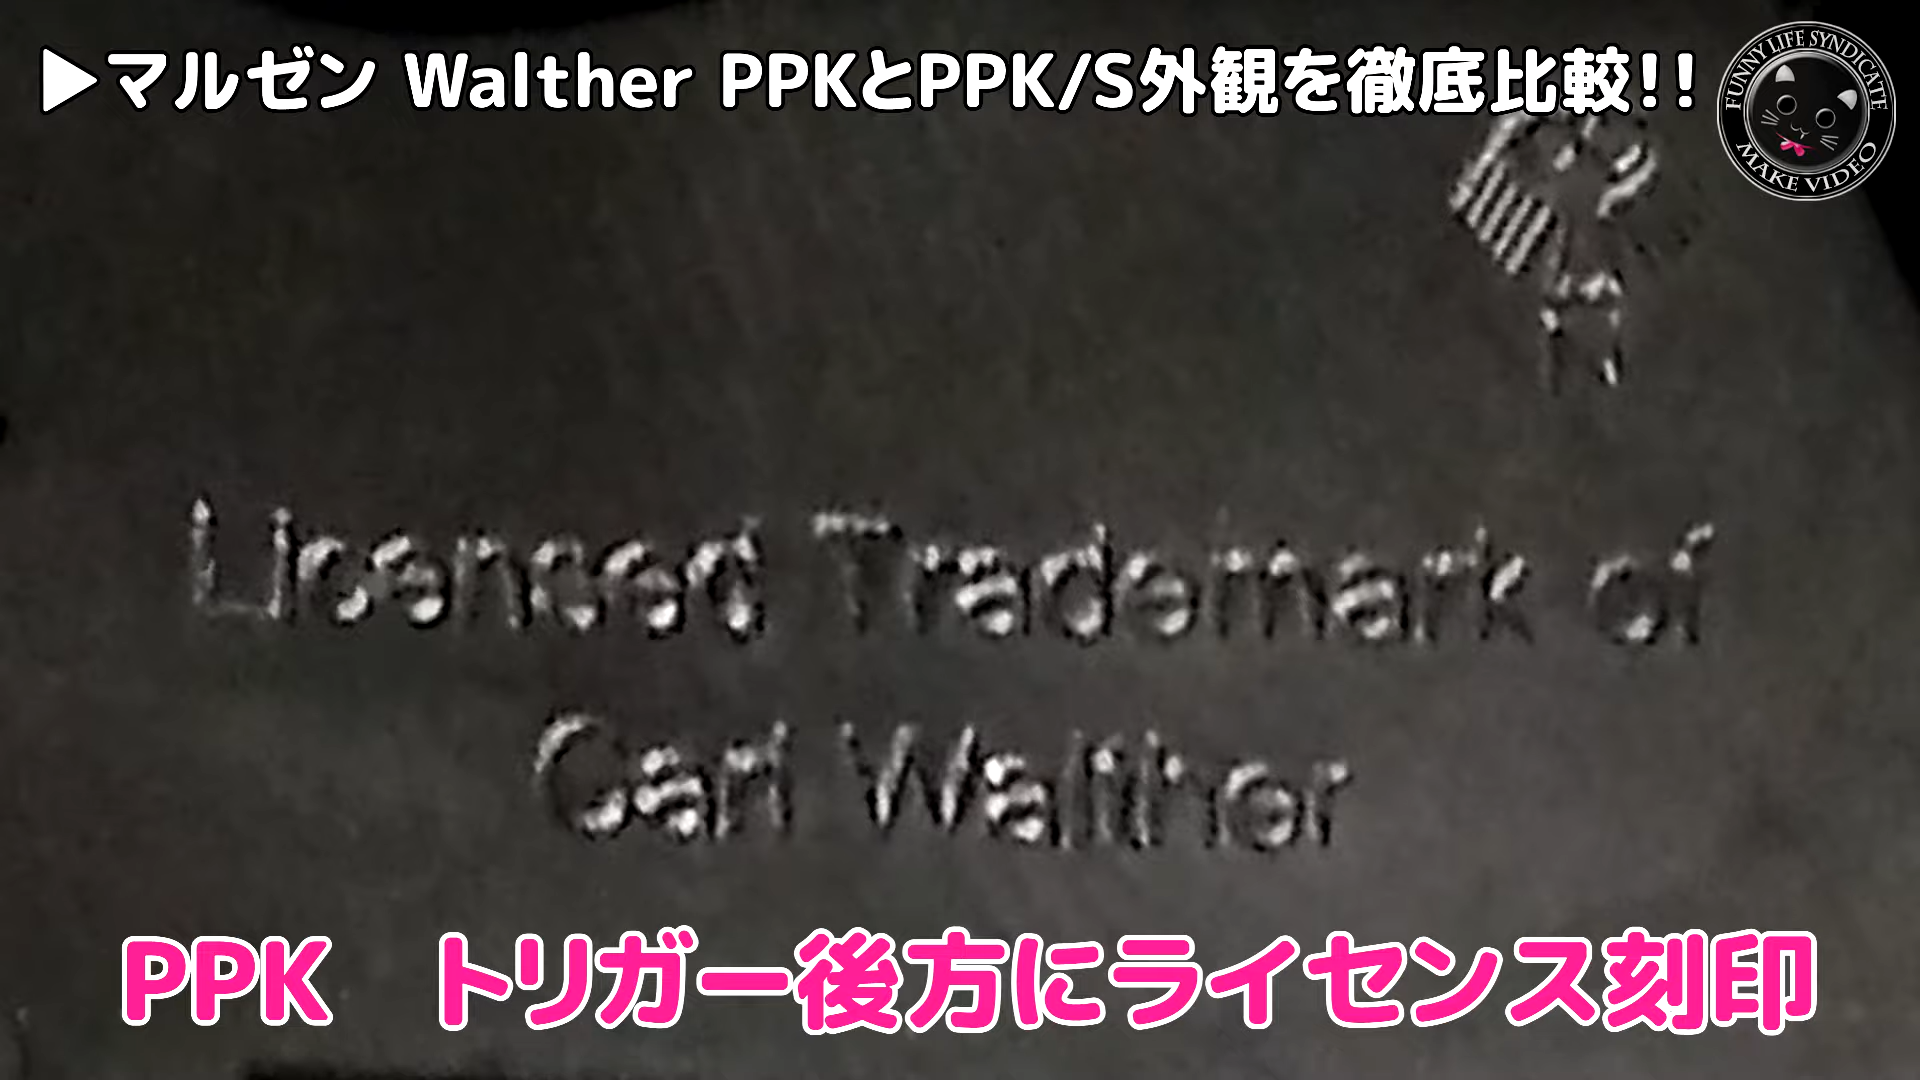 ▶マルゼン Walther PPKとPPK/S外観を徹底比較!!
FUNNY LIFE SYNDICATE
MAKE VIDEO
Licensed Trademark of
Carl Walther
PPK　トリガー後方にライセンス刻印